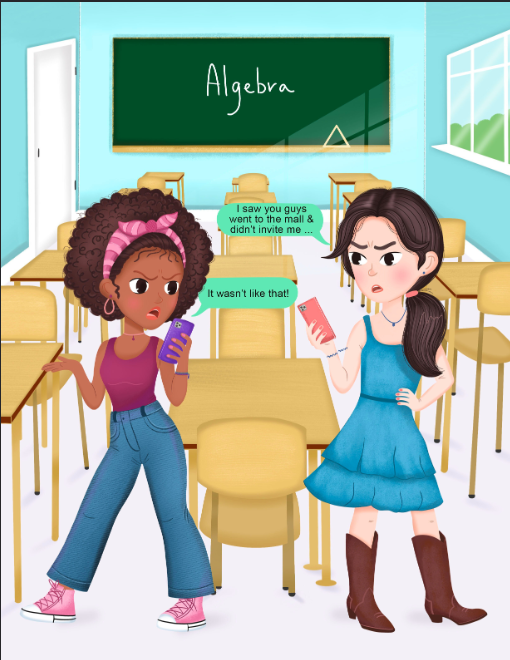 Algebra
I saw you guys
went to the mall &
didn't invite me ...
It wasn't like that!